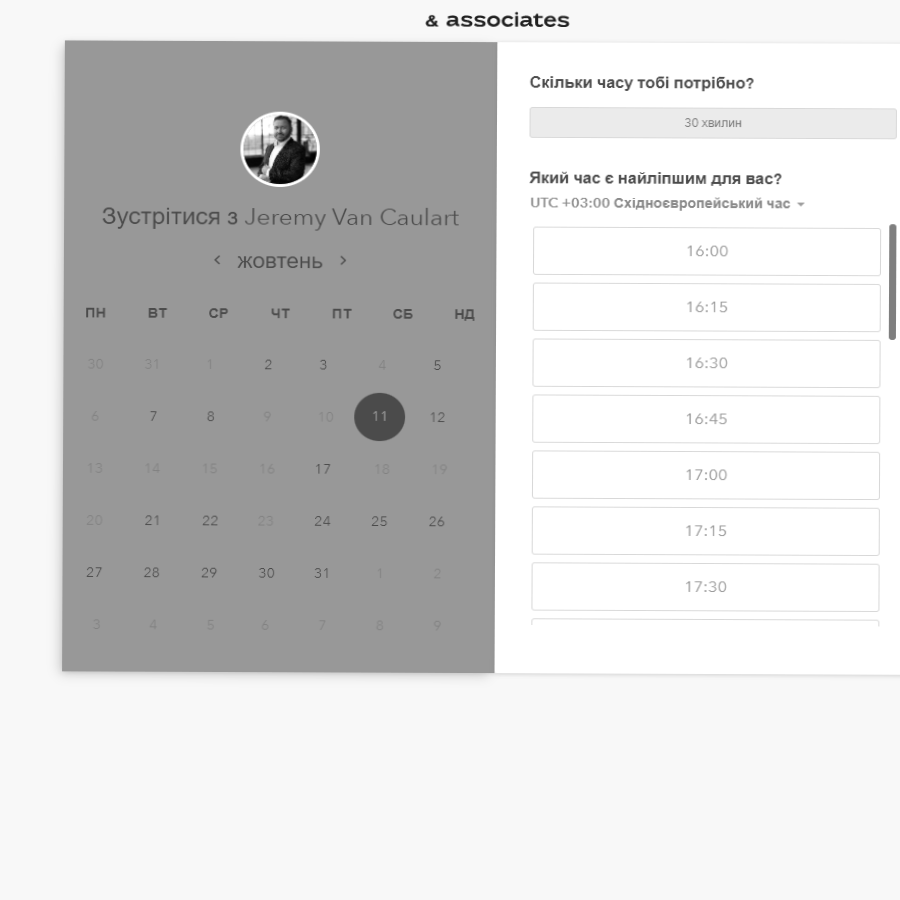 & associates
Зустрітися з Jeremy Van Caulart
жовтень
ПН ВТ СР ЧТ ПТ СБ НД
30 31 1 2 3 4 5
6 7 8 9 10 11 12
13 14 15 16 17 18 19
20 21 22 23 24 25 26
27 28 29 30 31 1 2
3 4 5 6 7 8 9
Скільки часу тобі потрібно?
30 хвилин
Який час є найліпшим для вас?
UTC +03:00 Східноєвропейський час
16:00
16:15
16:30
16:45
17:00
17:15
17:30